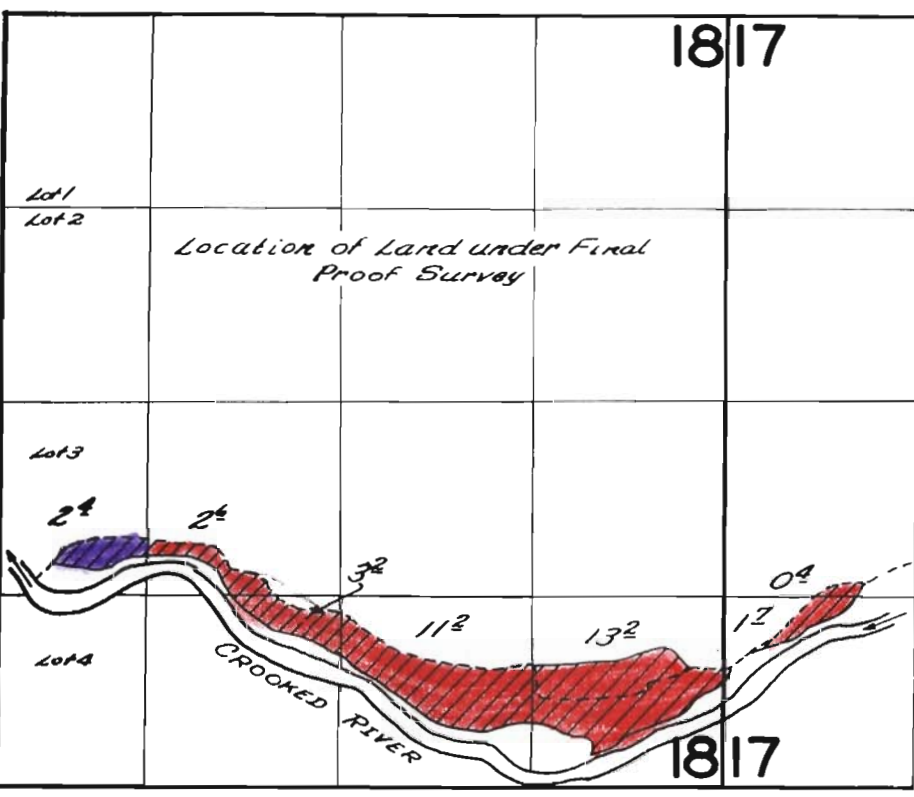 18 17
Lot 1
Lot 2
Location of Land under Final
Proof Survey
Lot 3
2 4
2 6
3 2
0 4
11 2
13 2
1 7
Lot 4
CROOKED RIVER
18 17